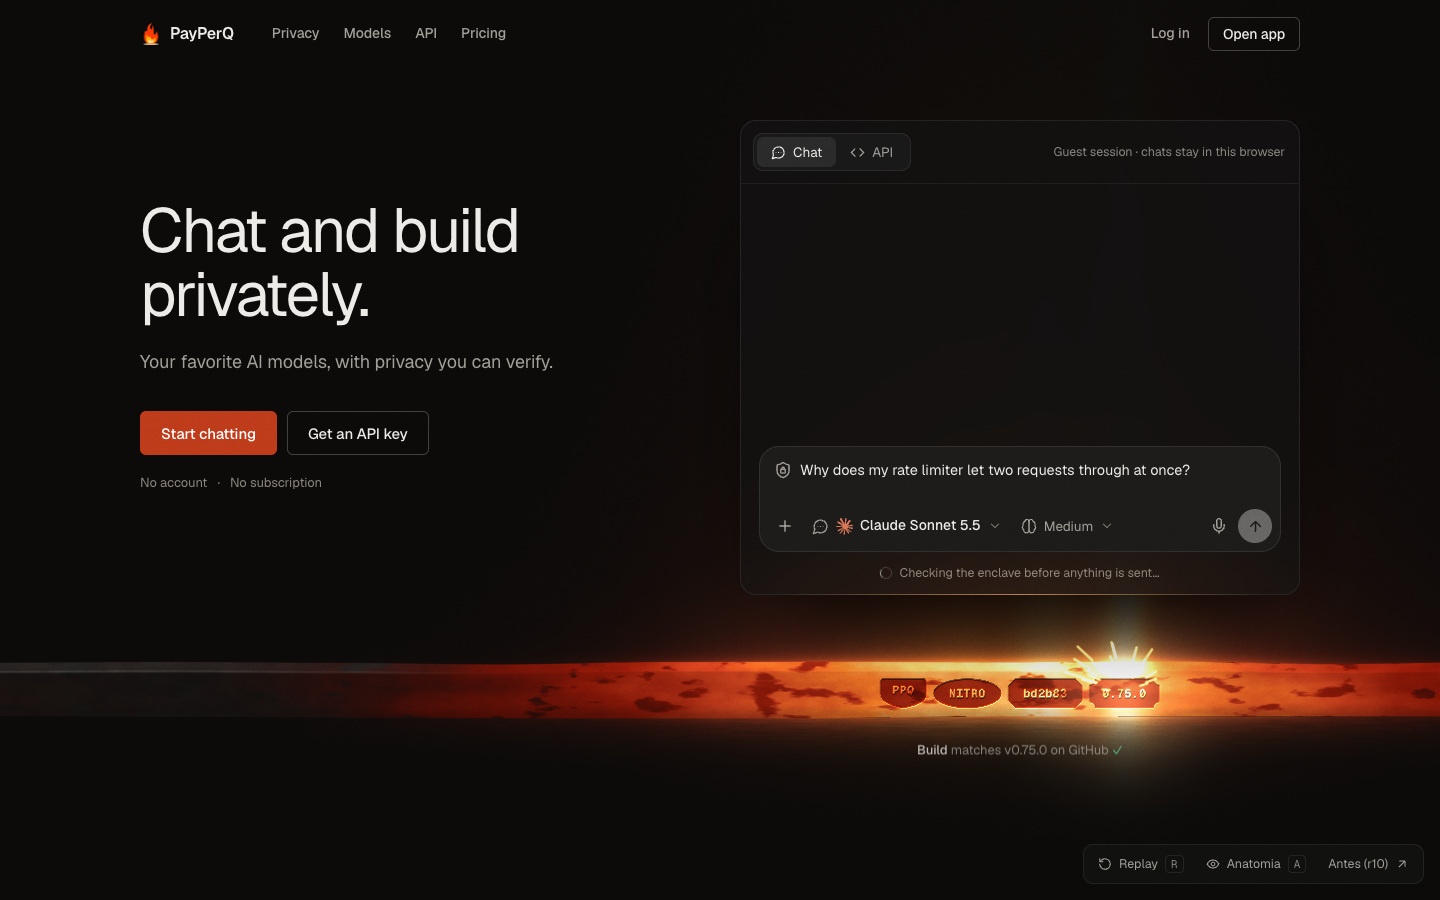 PayPerQ
Privacy
Models
API
Pricing
Log in
Open app
Chat and build
privately.
Your favorite AI models, with privacy you can verify.
Start chatting
Get an API key
No account · No subscription
Chat
API
Guest session · chats stay in this browser
Why does my rate limiter let two requests through at once?
Claude Sonnet 5.5
Medium
Checking the enclave before anything is sent…
PPQ
NITRO
bd2b83
0.75.0
Build matches v0.75.0 on GitHub ✓
Replay R
Anatomia A
Antes (r10)